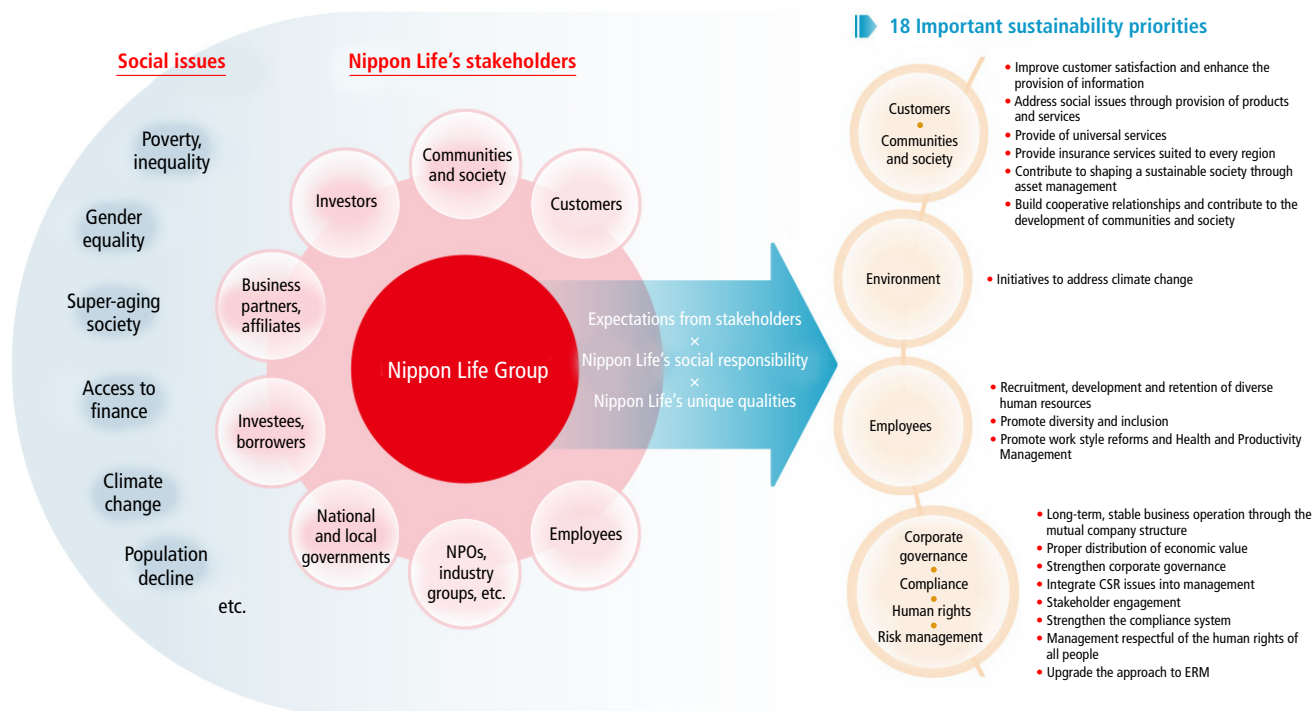 18 Important sustainability priorities
Social issues
Nippon Life's stakeholders
Poverty,
inequality
Gender
equality
Super-aging
society
Access to
finance
Climate
change
Population
decline
etc.
Communities
and society
Investors
Customers
Business
partners,
affiliates
Investees,
borrowers
National
and local
governments
NPOs,
industry
groups, etc.
Employees
Nippon Life Group
Expectations from stakeholders
×
Nippon Life's social responsibility
×
Nippon Life's unique qualities
Customers
•
Communities
and society
• Improve customer satisfaction and enhance the
provision of information
• Address social issues through provision of products
and services
• Provide of universal services
• Provide insurance services suited to every region
• Contribute to shaping a sustainable society through
asset management
• Build cooperative relationships and contribute to the
development of communities and society
Environment
• Initiatives to address climate change
Employees
• Recruitment, development and retention of diverse
human resources
• Promote diversity and inclusion
• Promote work style reforms and Health and Productivity
Management
Corporate
governance
•
Compliance
•
Human rights
•
Risk management
• Long-term, stable business operation through the
mutual company structure
• Proper distribution of economic value
• Strengthen corporate governance
• Integrate CSR issues into management
• Stakeholder engagement
• Strengthen the compliance system
• Management respectful of the human rights of
all people
• Upgrade the approach to ERM